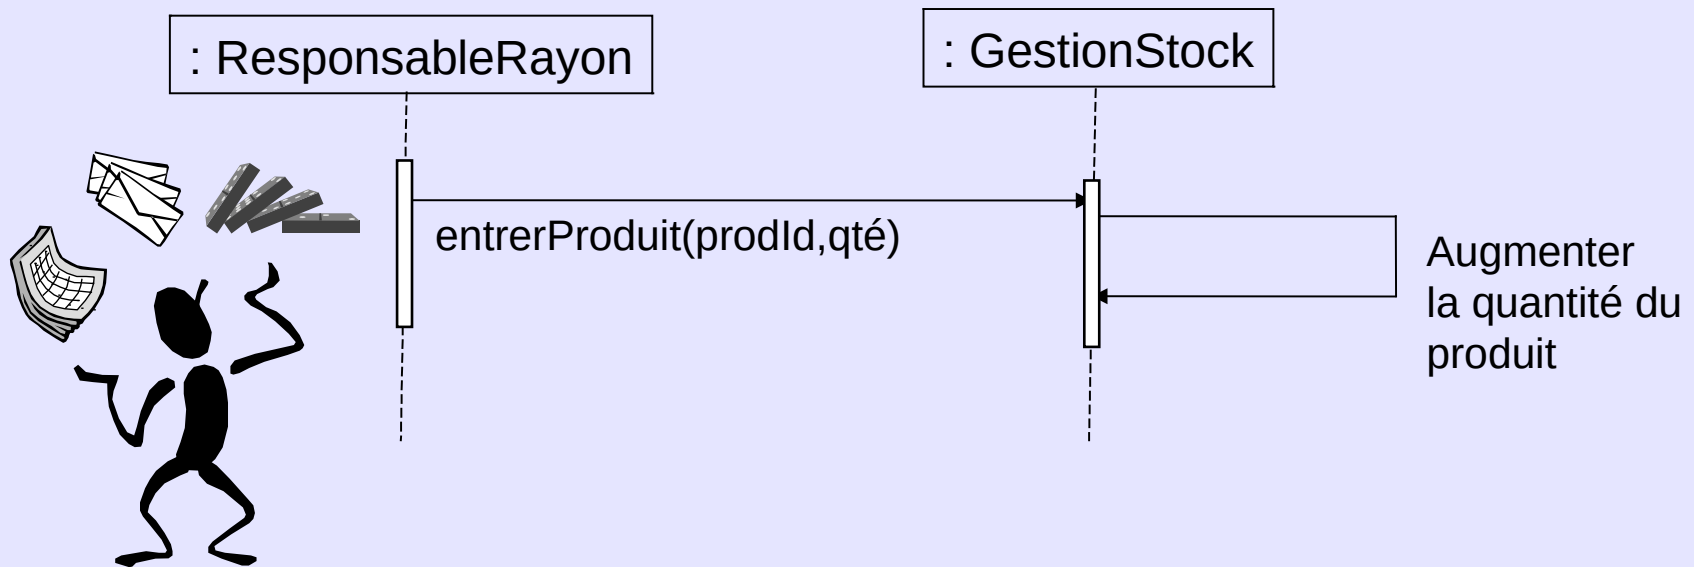 : ResponsableRayon
: GestionStock
entrerProduit(prodId,qté)
Augmenter
la quantité du
produit